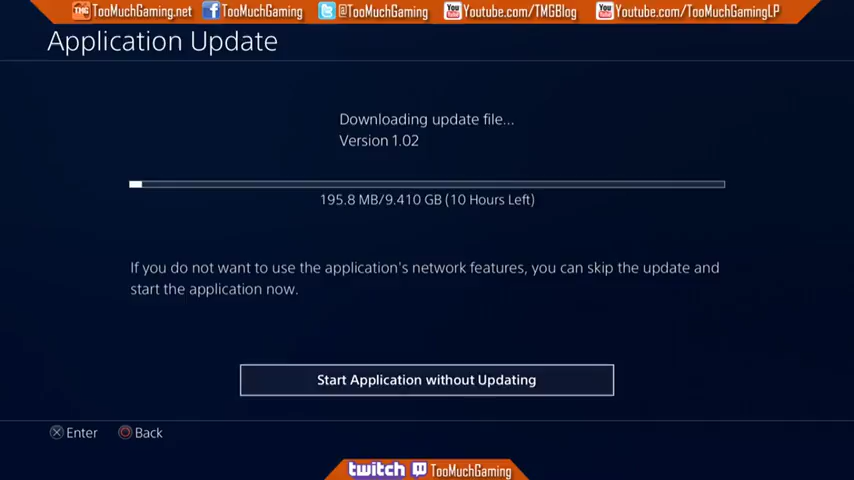 TooMuchGaming.net TooMuchGaming @TooMuchGaming Youtube.com/TMGBlog Youtube.com/TooMuchGamingLP
Application Update
Downloading update file...
Version 1.02
195.8 MB/9.410 GB (10 Hours Left)
If you do not want to use the application's network features, you can skip the update and
start the application now.
Start Application without Updating
Enter Back
twitch TooMuchGaming